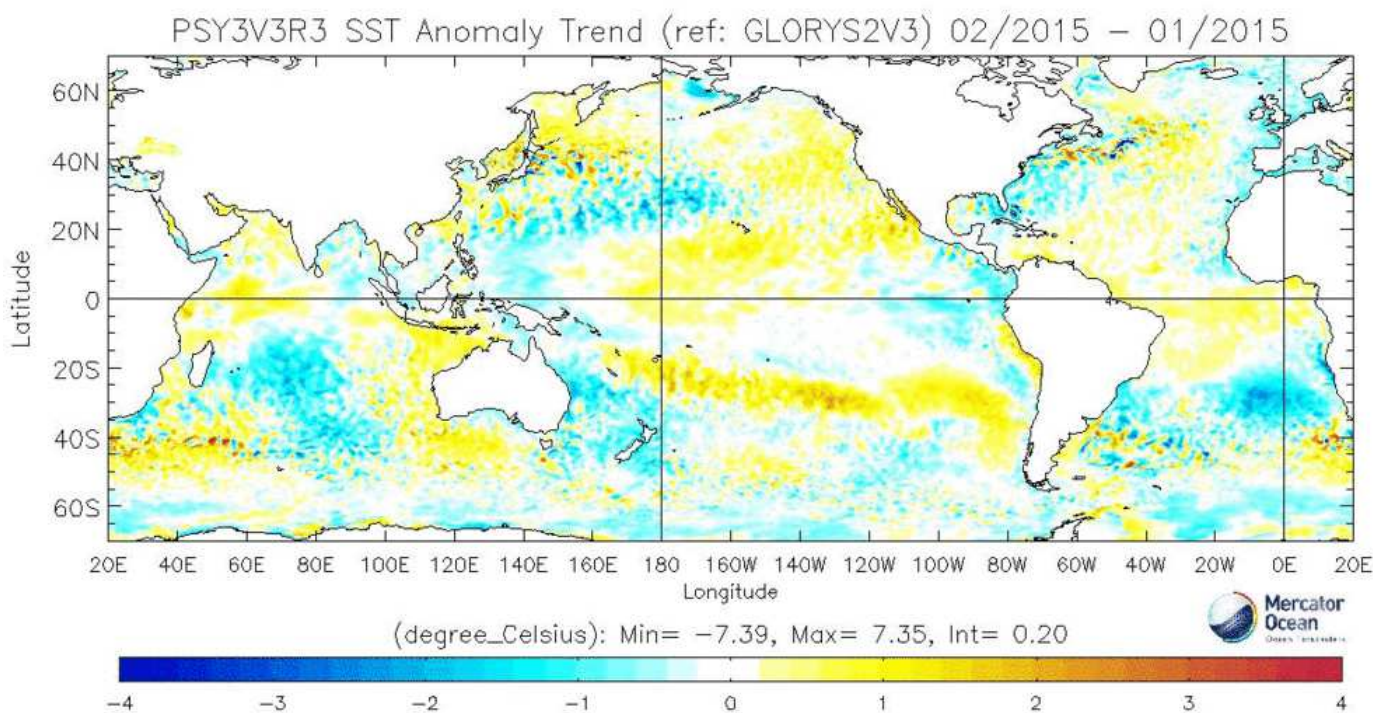 PSY3V3R3 SST Anomaly Trend (ref: GLORYS2V3) 02/2015 – 01/2015
60N
40N
20N
0
20S
40S
60S
Latitude
20E 40E 60E 80E 100E 120E 140E 160E 180 160W 140W 120W 100W 80W 60W 40W 20W 0E 20E
Longitude
Mercator
Ocean
(degree_Celsius): Min= −7.39, Max= 7.35, Int= 0.20
−4 −3 −2 −1 0 1 2 3 4